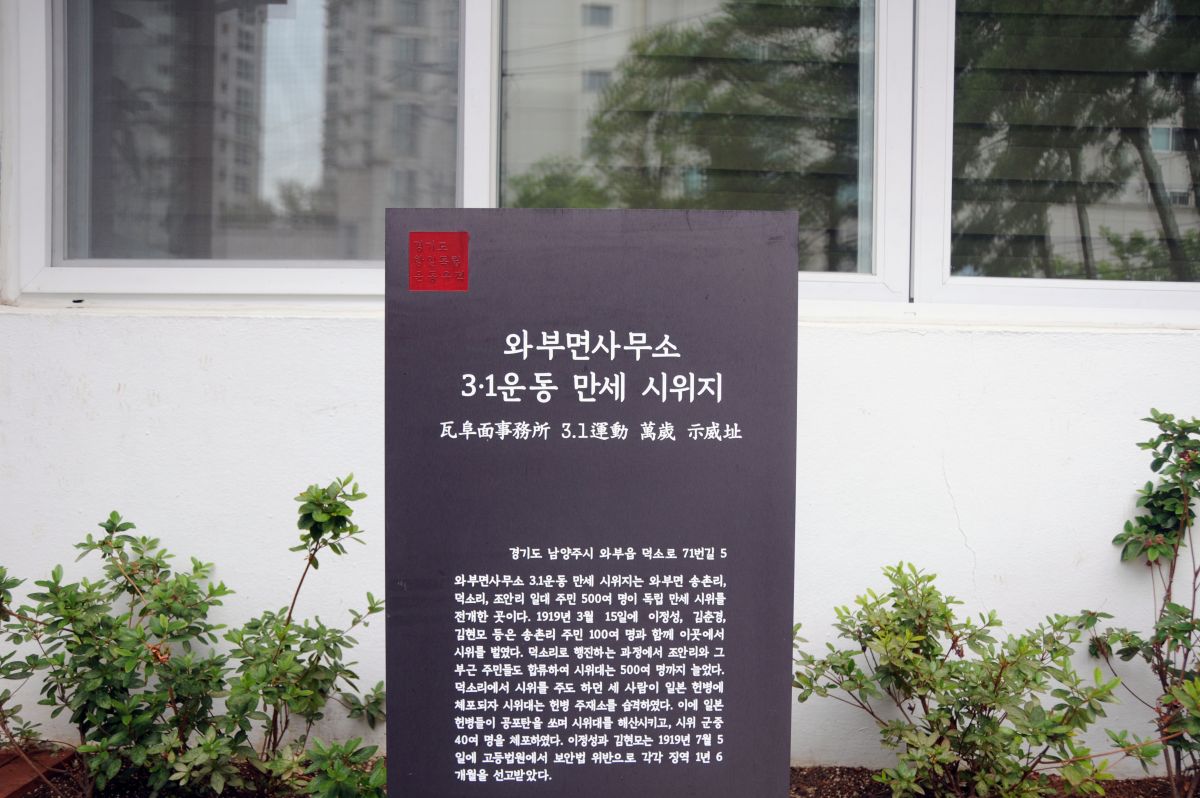 경기도
항일독립
운동유적
와부면사무소
3·1운동 만세 시위지
瓦阜面事務所 3.1運動 萬歲 示威址
경기도 남양주시 와부읍 덕소로 71번길 5
와부면사무소 3.1운동 만세 시위지는 와부면 송촌리,
덕소리, 조안리 일대 주민 500여 명이 독립 만세 시위를
전개한 곳이다. 1919년 3월 15일에 이정성, 김춘경,
김현모 등은 송촌리 주민 100여 명과 함께 이곳에서
시위를 벌였다. 덕소리로 행진하는 과정에서 조안리와 그
부근 주민들도 합류하여 시위대는 500여 명까지 늘었다.
덕소리에서 시위를 주도 하던 세 사람이 일본 헌병에
체포되자 시위대는 헌병 주재소를 습격하였다. 이에 일본
헌병들이 공포탄을 쏘며 시위대를 해산시키고, 시위 군중
40여 명을 체포하였다. 이정성과 김현모는 1919년 7월 5
일에 고등법원에서 보안법 위반으로 각각 징역 1년 6
개월을 선고받았다.